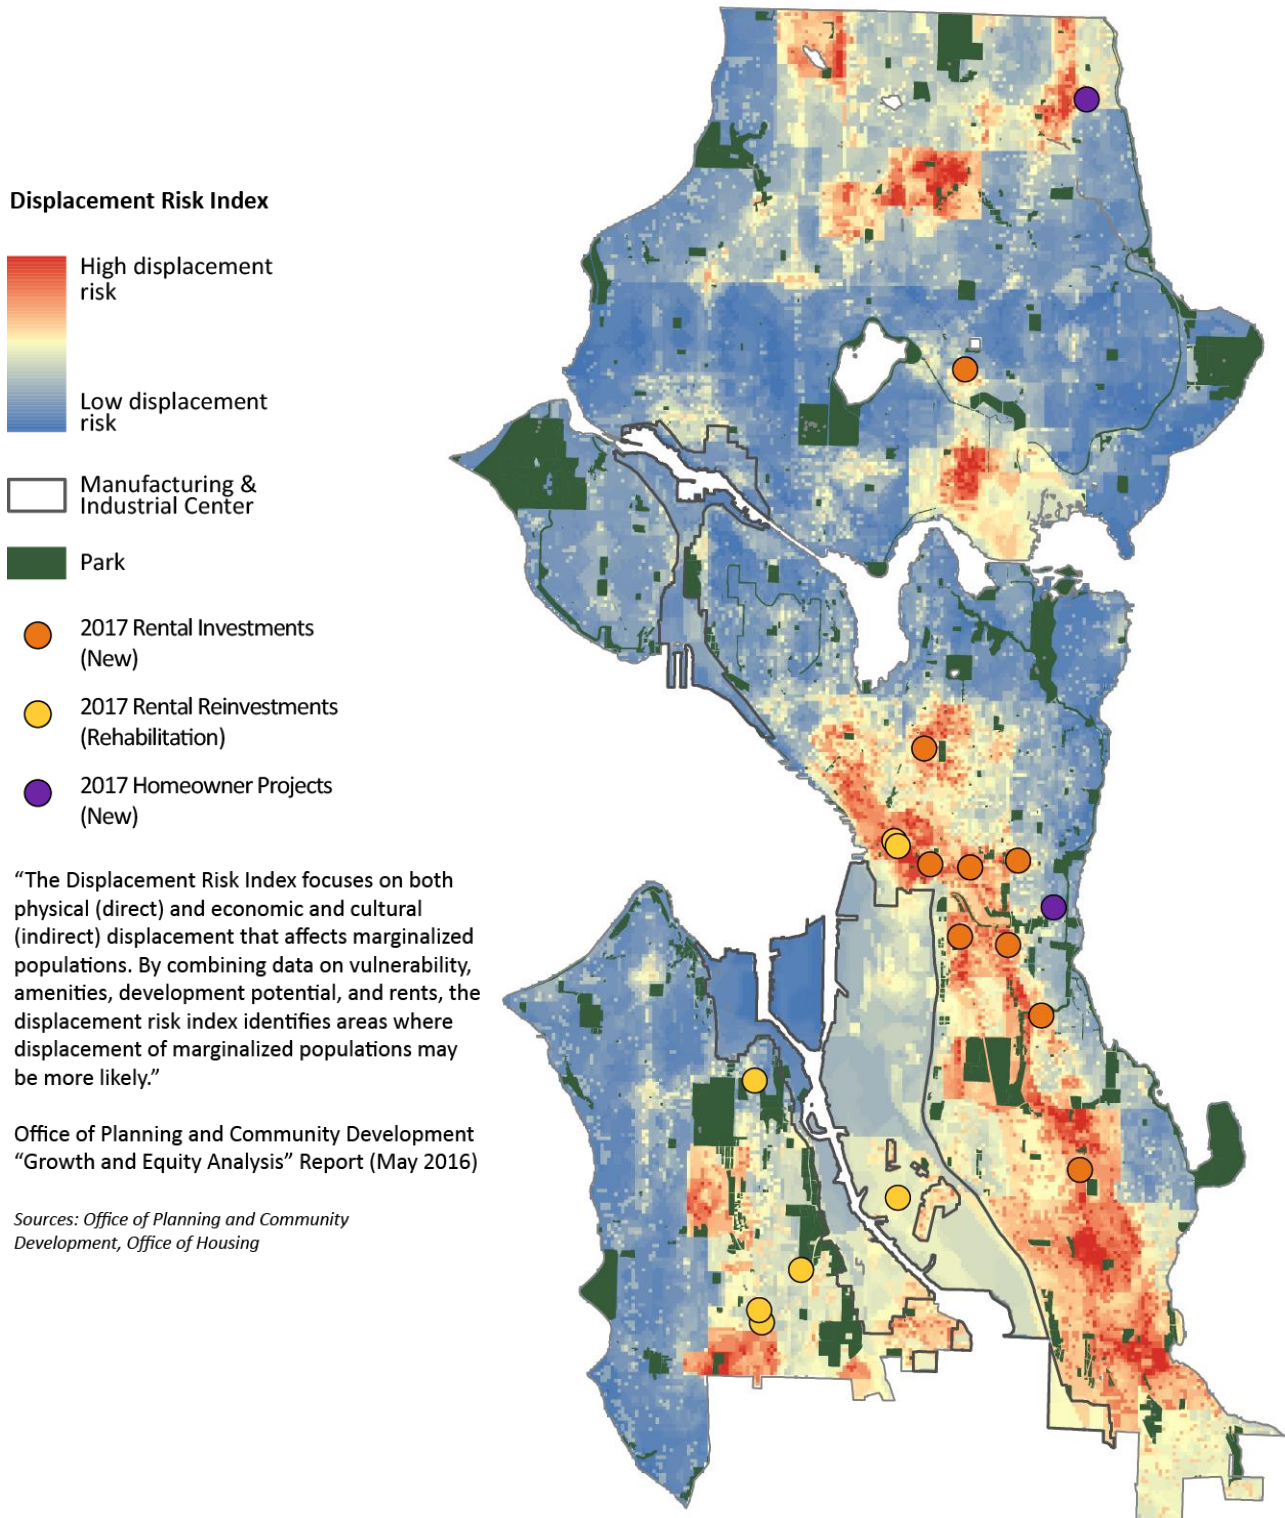 Displacement Risk Index
High displacement
risk
Low displacement
risk
Manufacturing &
Industrial Center
Park
2017 Rental Investments
(New)
2017 Rental Reinvestments
(Rehabilitation)
2017 Homeowner Projects
(New)
“The Displacement Risk Index focuses on both
physical (direct) and economic and cultural
(indirect) displacement that affects marginalized
populations. By combining data on vulnerability,
amenities, development potential, and rents, the
displacement risk index identifies areas where
displacement of marginalized populations may
be more likely.”
Office of Planning and Community Development
“Growth and Equity Analysis” Report (May 2016)
Sources: Office of Planning and Community
Development, Office of Housing